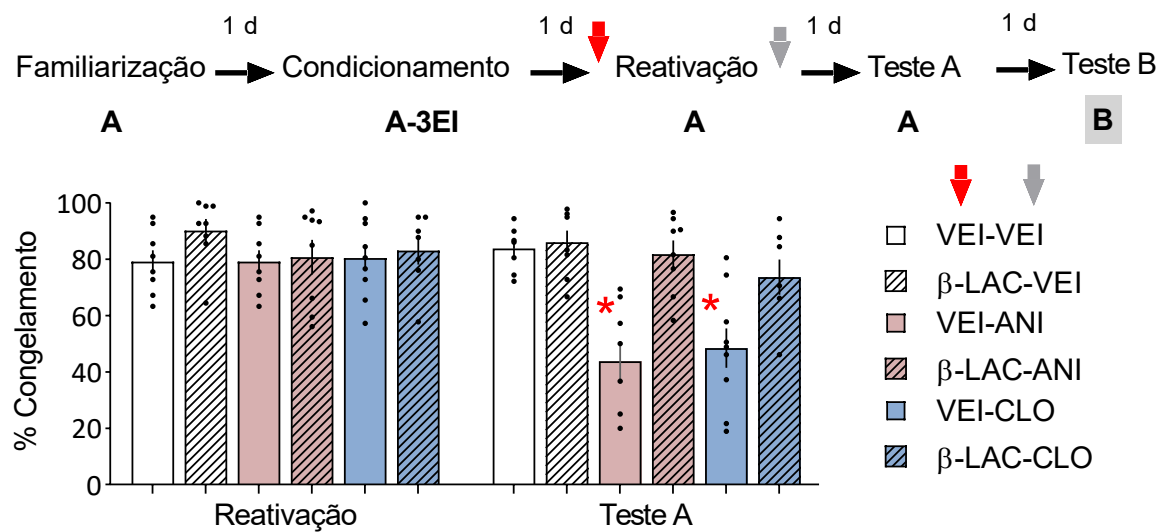 1 d 1 d 1 d 1 d
Familiarização Condicionamento Reativação Teste A Teste B
A A-3EI A A B
% Congelamento
100
80
60
40
20
0
* *
Reativação Teste A
VEI-VEI
β-LAC-VEI
VEI-ANI
β-LAC-ANI
VEI-CLO
β-LAC-CLO